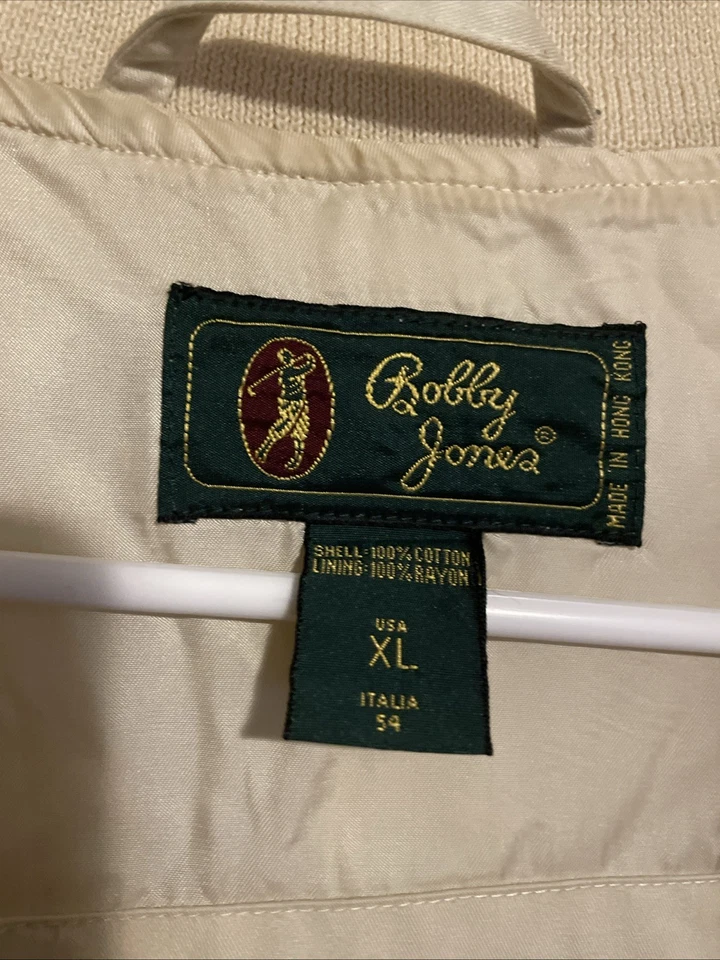 Bobby
Jones®
MADE IN HONG KONG
SHELL:100% COTTON
LINING:100% RAYON
USA
XL
ITALIA
54